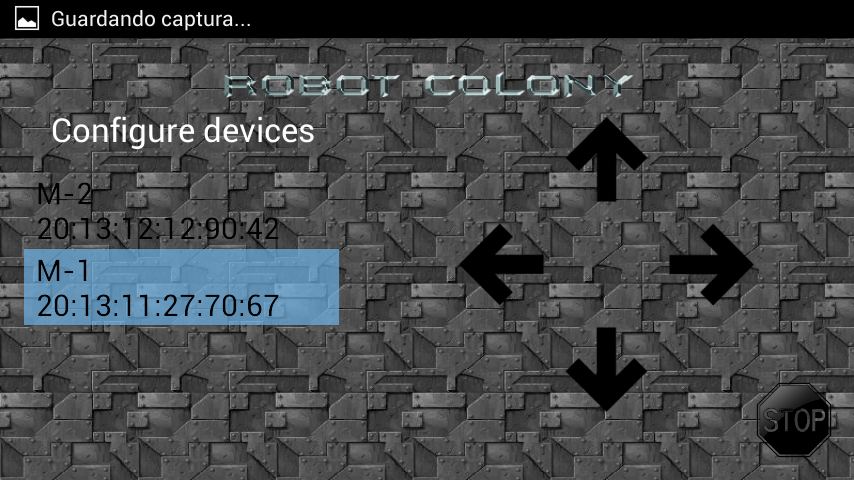 Guardando captura...
ROBOT COLONY
Configure devices
M-2
20:13:12:12:90:42
M-1
20:13:11:27:70:67
STOP